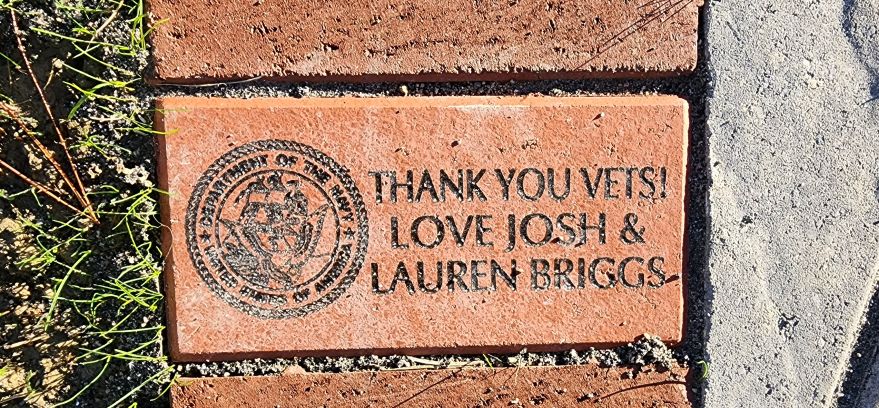 DEPARTMENT OF THE NAVY
UNITED STATES OF AMERICA
THANK YOU VETS!
LOVE JOSH &
LAUREN BRIGGS